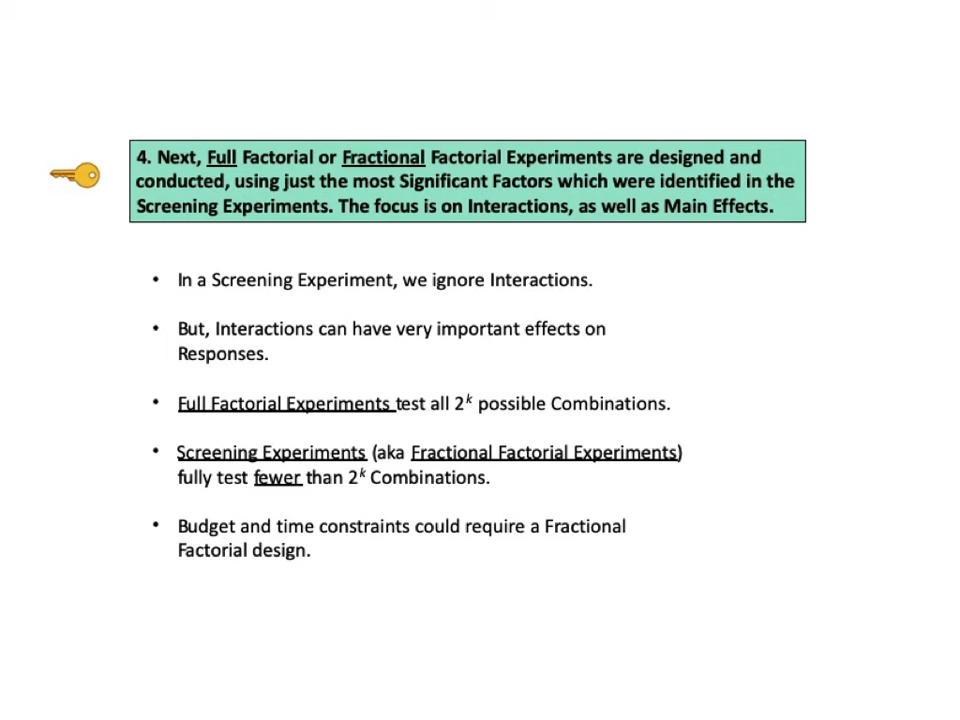 4. Next, Full Factorial or Fractional Factorial Experiments are designed and
conducted, using just the most Significant Factors which were identified in the
Screening Experiments. The focus is on Interactions, as well as Main Effects.
• In a Screening Experiment, we ignore Interactions.
• But, Interactions can have very important effects on
Responses.
• Full Factorial Experiments test all 2^k possible Combinations.
• Screening Experiments (aka Fractional Factorial Experiments)
fully test fewer than 2^k Combinations.
• Budget and time constraints could require a Fractional
Factorial design.